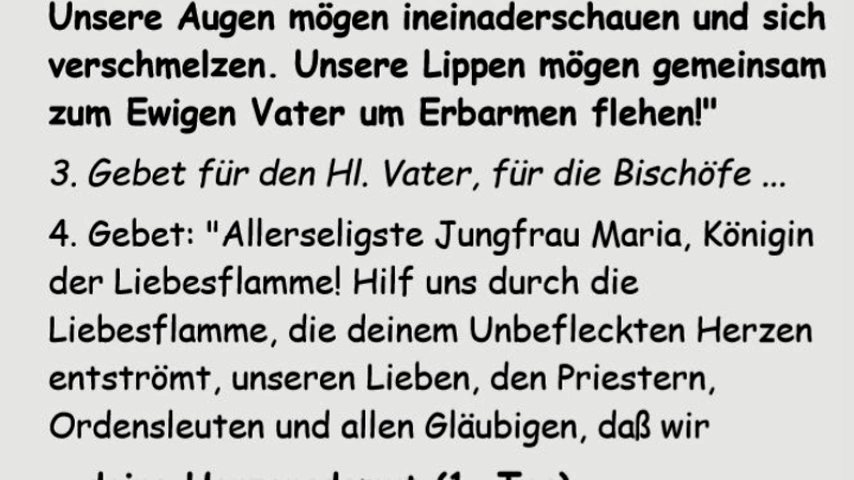 Unsere Augen mögen ineinaderschauen und sich
verschmelzen. Unsere Lippen mögen gemeinsam
zum Ewigen Vater um Erbarmen flehen!"
3. Gebet für den Hl. Vater, für die Bischöfe ...
4. Gebet: "Allerseligste Jungfrau Maria, Königin
der Liebesflamme! Hilf uns durch die
Liebesflamme, die deinem Unbefleckten Herzen
entströmt, unseren Lieben, den Priestern,
Ordensleuten und allen Gläubigen, daß wir
(1. Tag)